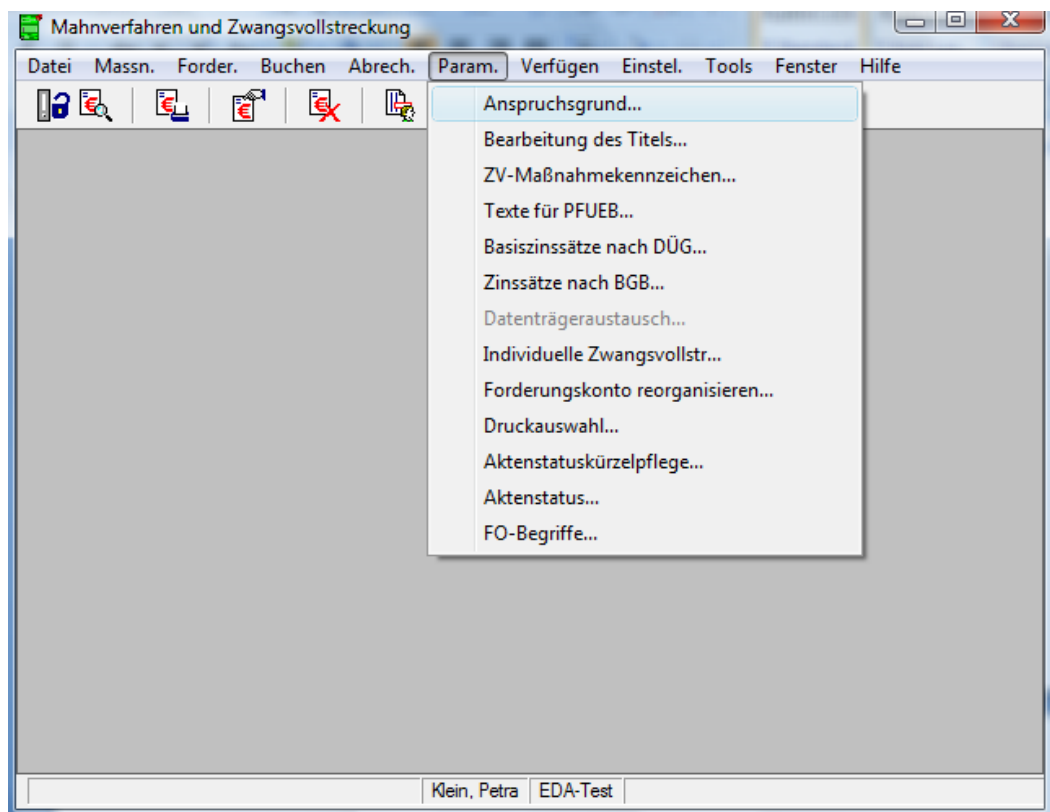 Mahnverfahren und Zwangsvollstreckung
Datei Massn. Forder. Buchen Abrech. Param. Verfügen Einstel. Tools Fenster Hilfe
Anspruchsgrund...
Bearbeitung des Titels...
ZV-Maßnahmekennzeichen...
Texte für PFUEB...
Basiszinssätze nach DÜG...
Zinssätze nach BGB...
Datenträgeraustausch...
Individuelle Zwangsvollstr...
Forderungskonto reorganisieren...
Druckauswahl...
Aktenstatuskürzelpflege...
Aktenstatus...
FO-Begriffe...
Klein, Petra EDA-Test